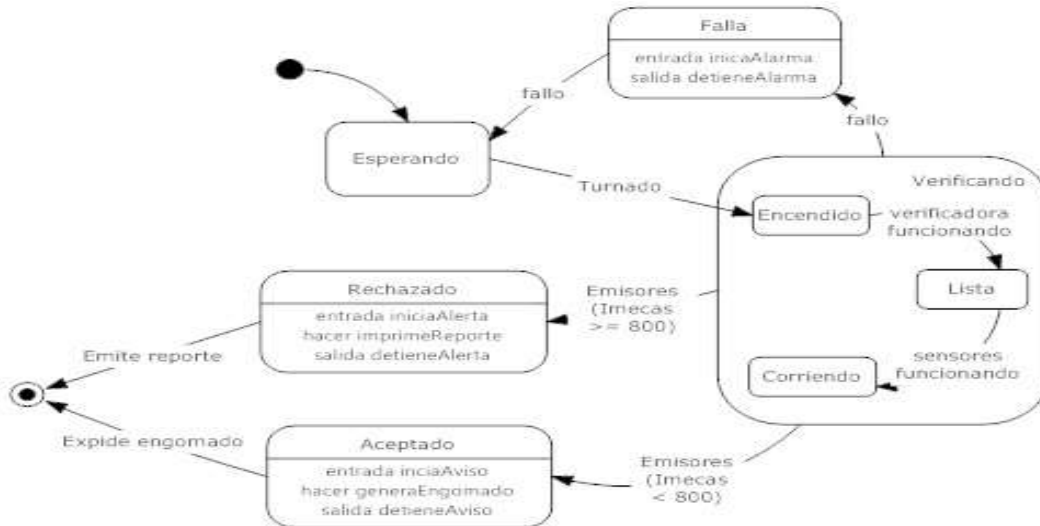 Falla
entrada inicaAlarma
salida detieneAlarma
fallo
fallo
Esperando
Turnado
Verificando
Encendido
verificadora
funcionando
Lista
sensores
funcionando
Corriendo
Emisores
(Imecas
>= 800)
Rechazado
entrada iniciaAlerta
hacer imprimeReporte
salida detieneAlerta
Emite reporte
Expide engomado
Aceptado
entrada inciaAviso
hacer generaEngomado
salida detieneAviso
Emisores
(Imecas
< 800)